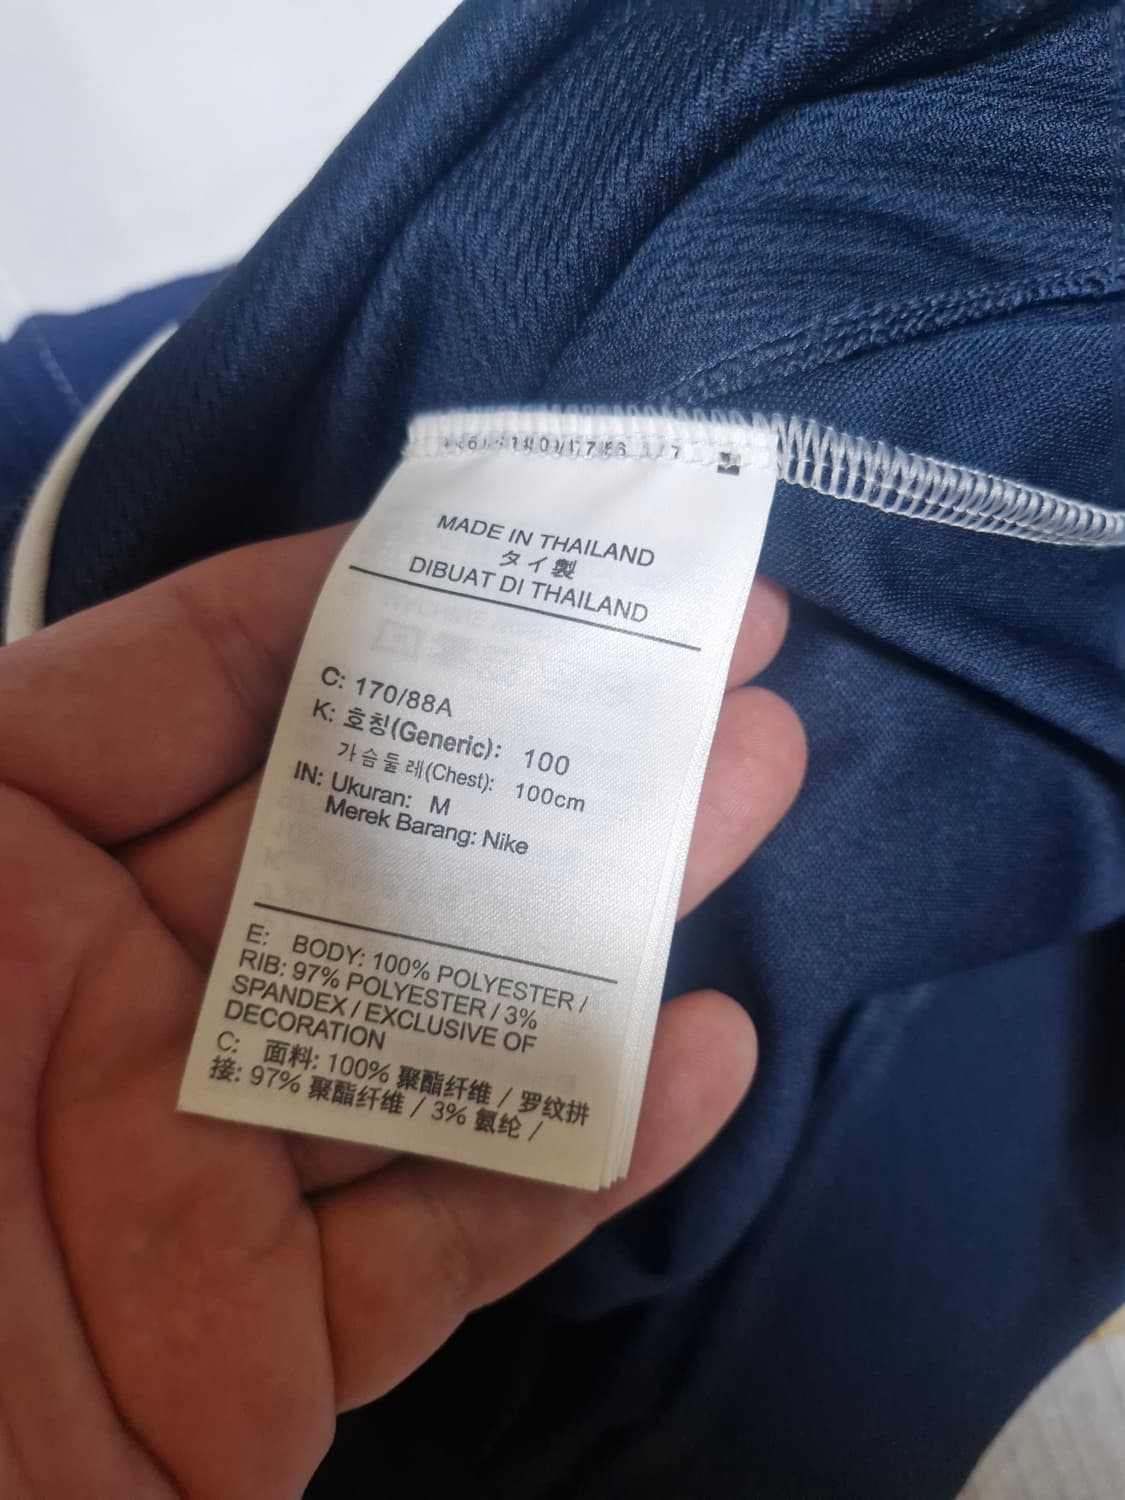 MADE IN THAILAND
タイ製
DIBUAT DI THAILAND
C: 170/88A
K: 호칭(Generic): 100
가슴둘레(Chest): 100cm
IN: Ukuran: M
Merek Barang: Nike
E: BODY: 100% POLYESTER /
RIB: 97% POLYESTER / 3%
SPANDEX / EXCLUSIVE OF
DECORATION
C: 面料: 100% 聚酯纤维 / 罗纹拼
接: 97% 聚酯纤维 / 3% 氨纶 /